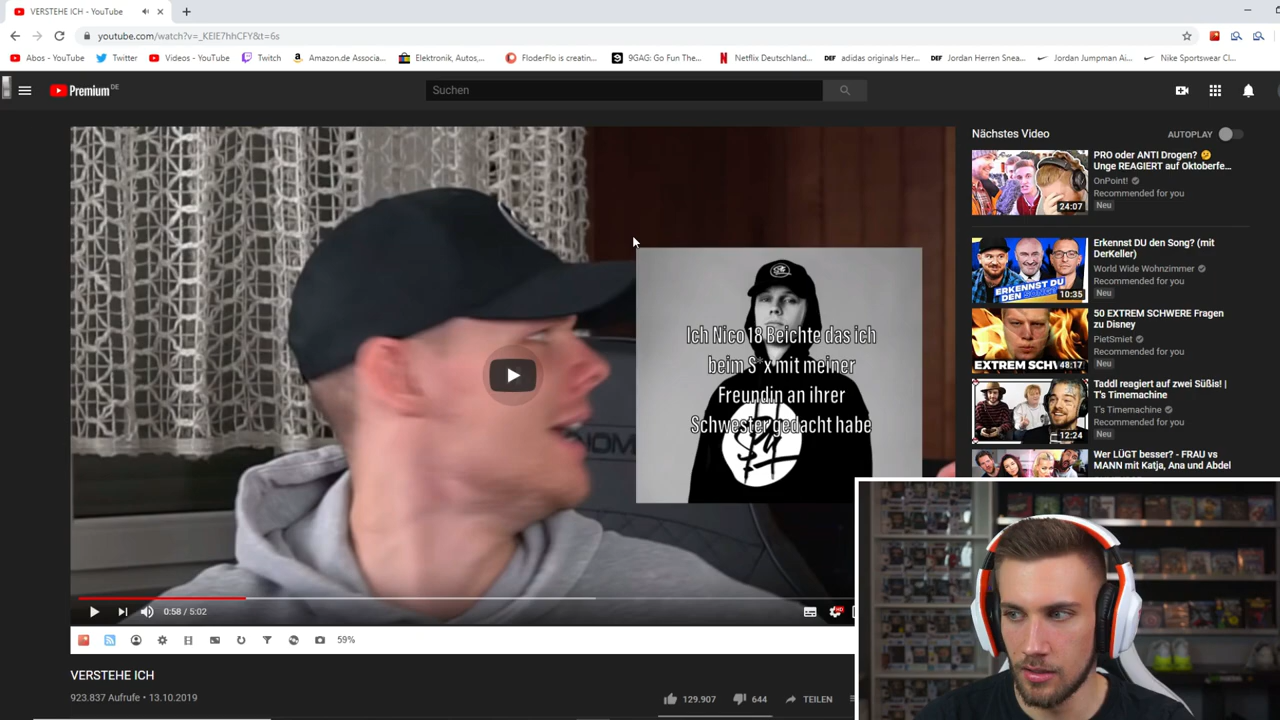 VERSTEHE ICH - YouTube
youtube.com/watch?v=_KEIE7hhCFY&t=6s
Abos - YouTube
Twitter
Videos - YouTube
Twitch
Amazon.de Associa...
Elektronik, Autos,...
FloderFlo is creatin...
9GAG: Go Fun The...
Netflix Deutschland...
DEF. adidas originals Her...
DEF. Jordan Herren Snea...
Jordan Jumpman Ai...
Nike Sportswear Cl...
Premium DE
Suchen
Ich Nico 18 Beichte das ich
beim S*x mit meiner
Freundin an ihrer
Schwester gedacht habe
0:58 / 5:02
HD
59%
VERSTEHE ICH
923.837 Aufrufe • 13.10.2019
129.907
644
TEILEN
Nächstes Video
AUTOPLAY
24:07
PRO oder ANTI Drogen?
Unge REAGIERT auf Oktoberfe...
OnPoint!
Recommended for you
Neu
ERKENNST DU
DEN SONG?
10:35
Erkennst DU den Song? (mit
DerKeller)
World Wide Wohnzimmer
Recommended for you
Neu
EXTREM SCHW
48:17
50 EXTREM SCHWERE Fragen
zu Disney
PietSmiet
Recommended for you
Neu
12:24
Taddl reagiert auf zwei Süßis! |
T's Timemachine
T's Timemachine
Recommended for you
Neu
Wer LÜGT besser? - FRAU vs
MANN mit Katja, Ana und Abdel